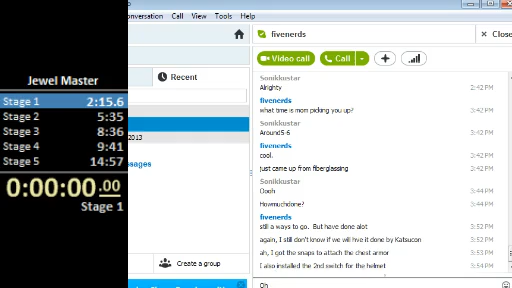 onversation Call View Tools Help
fivenerds
Close
Video call
Call
Sonikkustar
Alrighty 2:42 PM
fivenerds
what time is mom picking you up? 3:42 PM
Sonikkustar
Around5-6 3:42 PM
fivenerds
cool. 3:42 PM
just came up from fiberglassing 3:42 PM
Sonikkustar
Oooh 3:44 PM
Howmuchdone? 3:44 PM
fivenerds
still a ways to go. But have done alot 3:52 PM
again, I still don't know if we will hve it done by Katsucon 3:52 PM
ah, I got the snaps to attach the chest armor 3:53 PM
I also installed the 2nd switch for the helmet 3:54 PM
Oh
Recent
2013
ssages
Create a group
Jewel Master
Stage 1 2:15.6
Stage 2 5:35
Stage 3 8:36
Stage 4 9:41
Stage 5 14:57
0:00:00.00
Stage 1